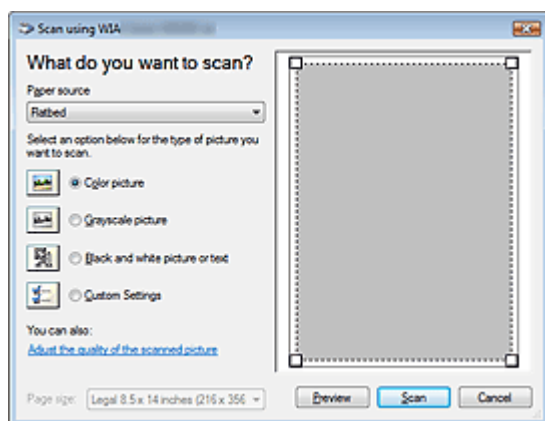 Scan using WIA
What do you want to scan?
Paper source
Flatbed
Select an option below for the type of picture you
want to scan.
Color picture
Grayscale picture
Black and white picture or text
Custom Settings
You can also:
Adjust the quality of the scanned picture
Page size: Legal 8.5 x 14 inches (216 x 356
Preview Scan Cancel